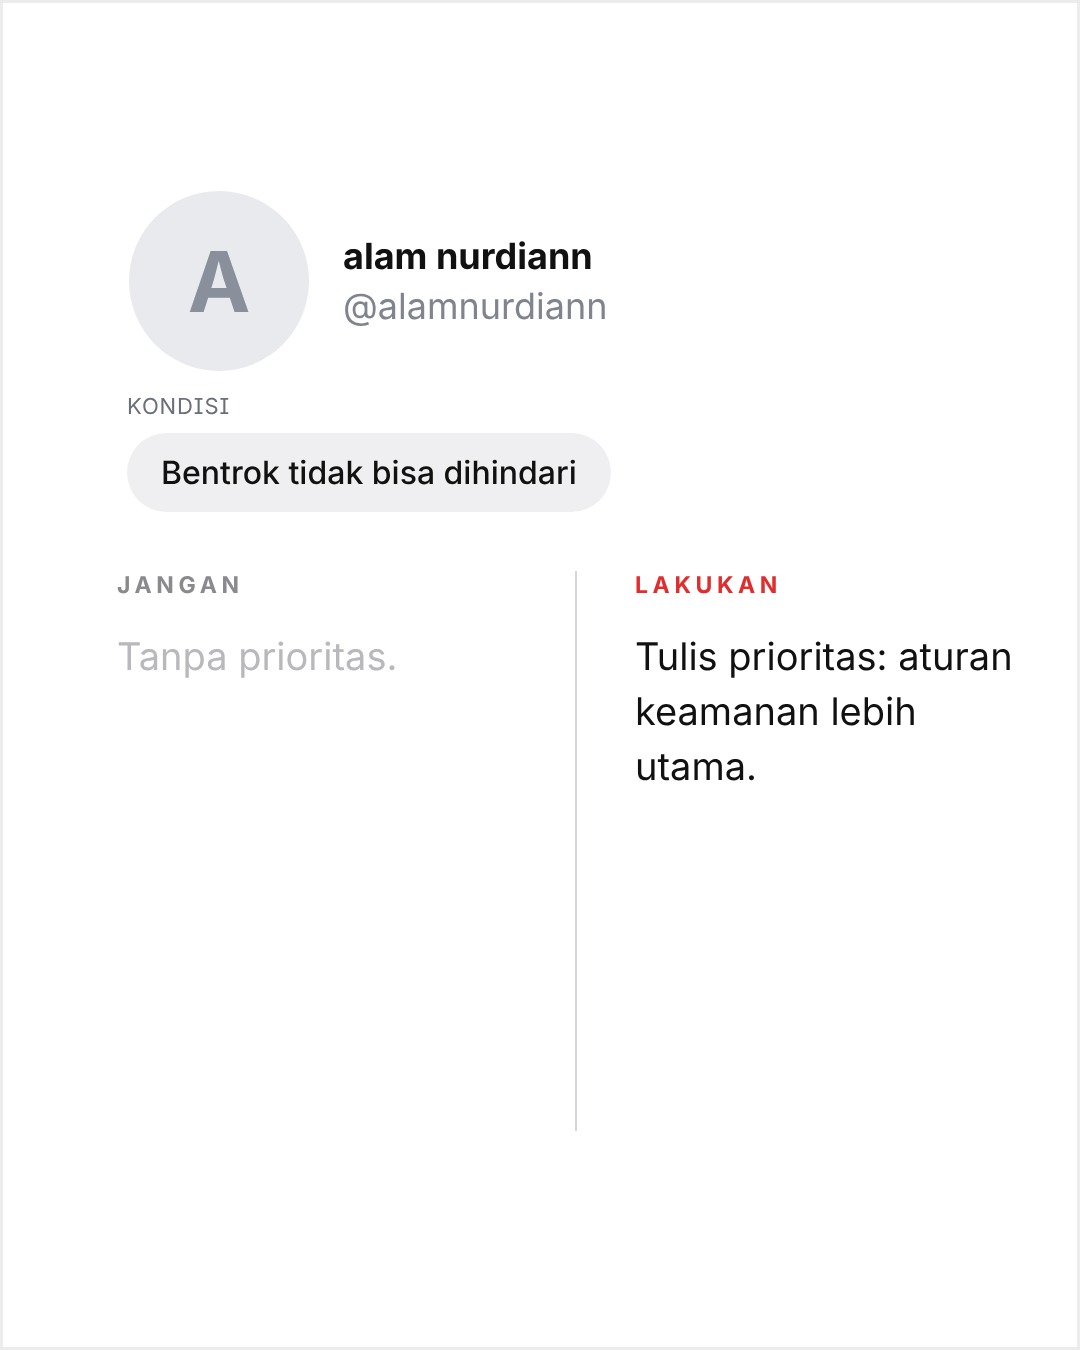 A
alam nurdiann
@alamnurdiann
KONDISI
Bentrok tidak bisa dihindari
JANGAN
Tanpa prioritas.
LAKUKAN
Tulis prioritas: aturan
keamanan lebih
utama.